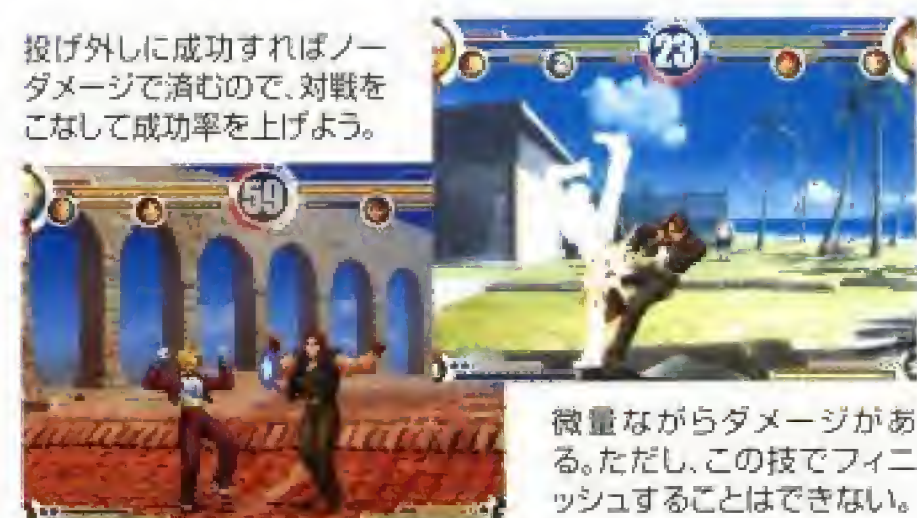 投げ外しに成功すればノー
ダメージで済むので、対戦を
こなして成功率を上げよう。
23
59
微量ながらダメージがあ
る。ただし、この技でフィニ
ッシュすることはできない。